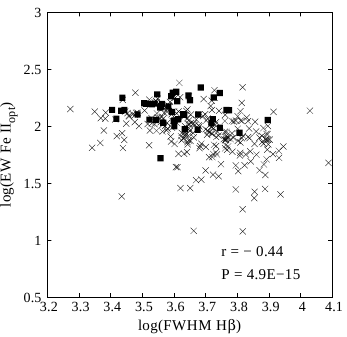 3
2.5
2
1.5
1
0.5
log(EW Fe II_opt)
r = − 0.44
P = 4.9E−15
3.2 3.3 3.4 3.5 3.6 3.7 3.8 3.9 4 4.1
log(FWHM Hβ)